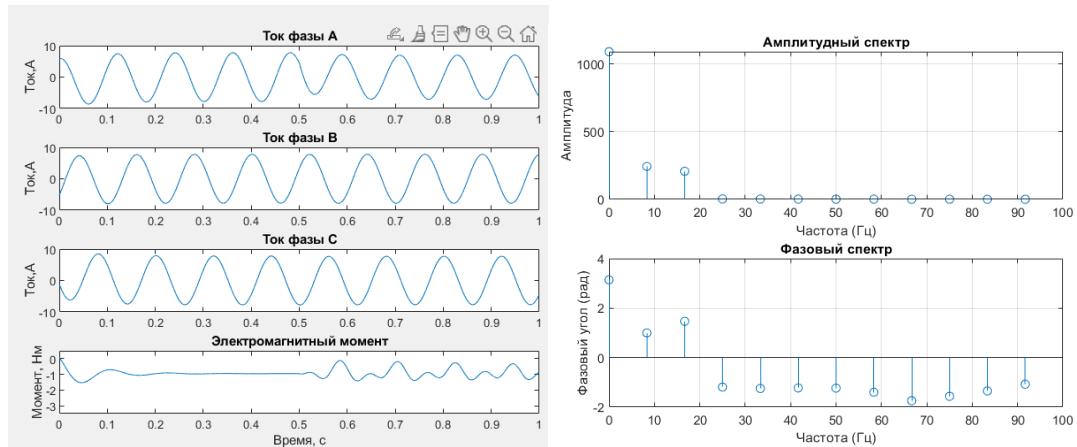 Ток фазы А
Ток,А
10
0
-10
0 0.1 0.2 0.3 0.4 0.5 0.6 0.7 0.8 0.9 1
Ток фазы В
Ток,А
10
0
-10
0 0.1 0.2 0.3 0.4 0.5 0.6 0.7 0.8 0.9 1
Ток фазы С
Ток,А
10
0
-10
0 0.1 0.2 0.3 0.4 0.5 0.6 0.7 0.8 0.9 1
Электромагнитный момент
Момент, Нм
0
-1
-2
-3
0 0.1 0.2 0.3 0.4 0.5 0.6 0.7 0.8 0.9 1
Время, с
Амплитудный спектр
Амплитуда
1000
500
0
0 10 20 30 40 50 60 70 80 90 100
Частота (Гц)
Фазовый спектр
Фазовый угол (рад)
4
2
0
-2
0 10 20 30 40 50 60 70 80 90 100
Частота (Гц)